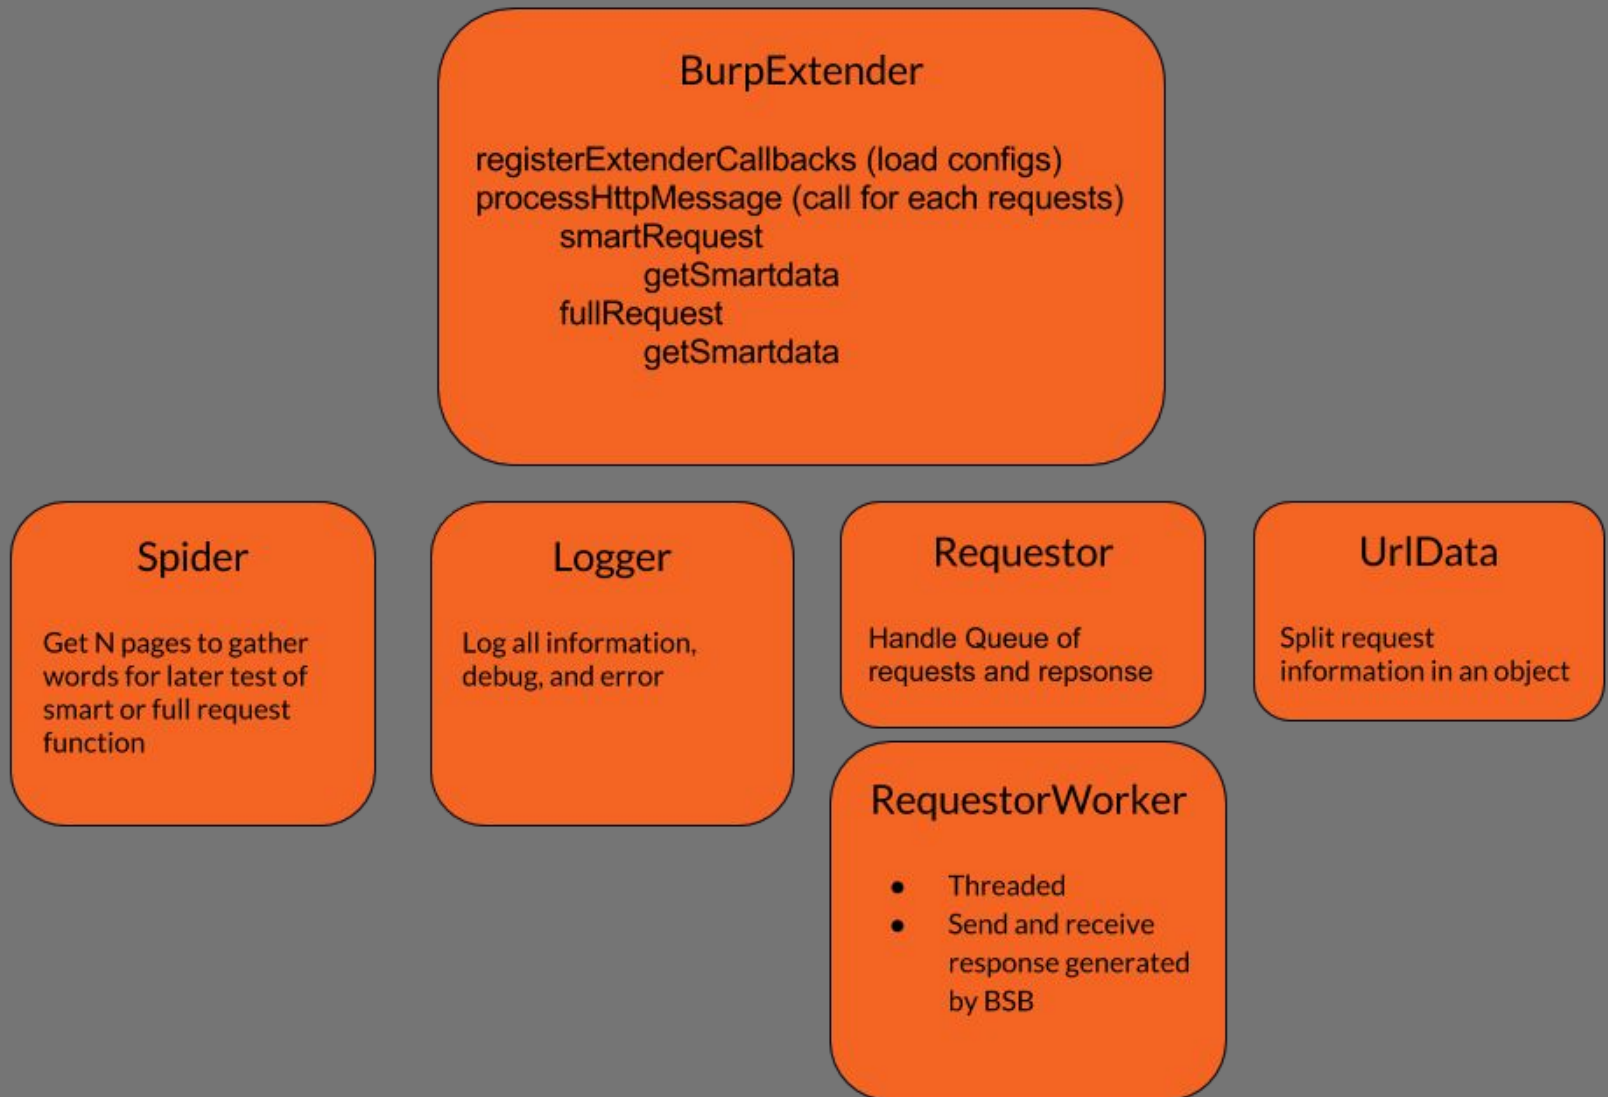 BurpExtender
registerExtenderCallbacks (load configs)
processHttpMessage (call for each requests)
smartRequest
getSmartdata
fullRequest
getSmartdata
Spider
Get N pages to gather
words for later test of
smart or full request
function
Logger
Log all information,
debug, and error
Requestor
Handle Queue of
requests and repsonse
UrlData
Split request
information in an object
RequestorWorker
● Threaded
● Send and receive
response generated
by BSB